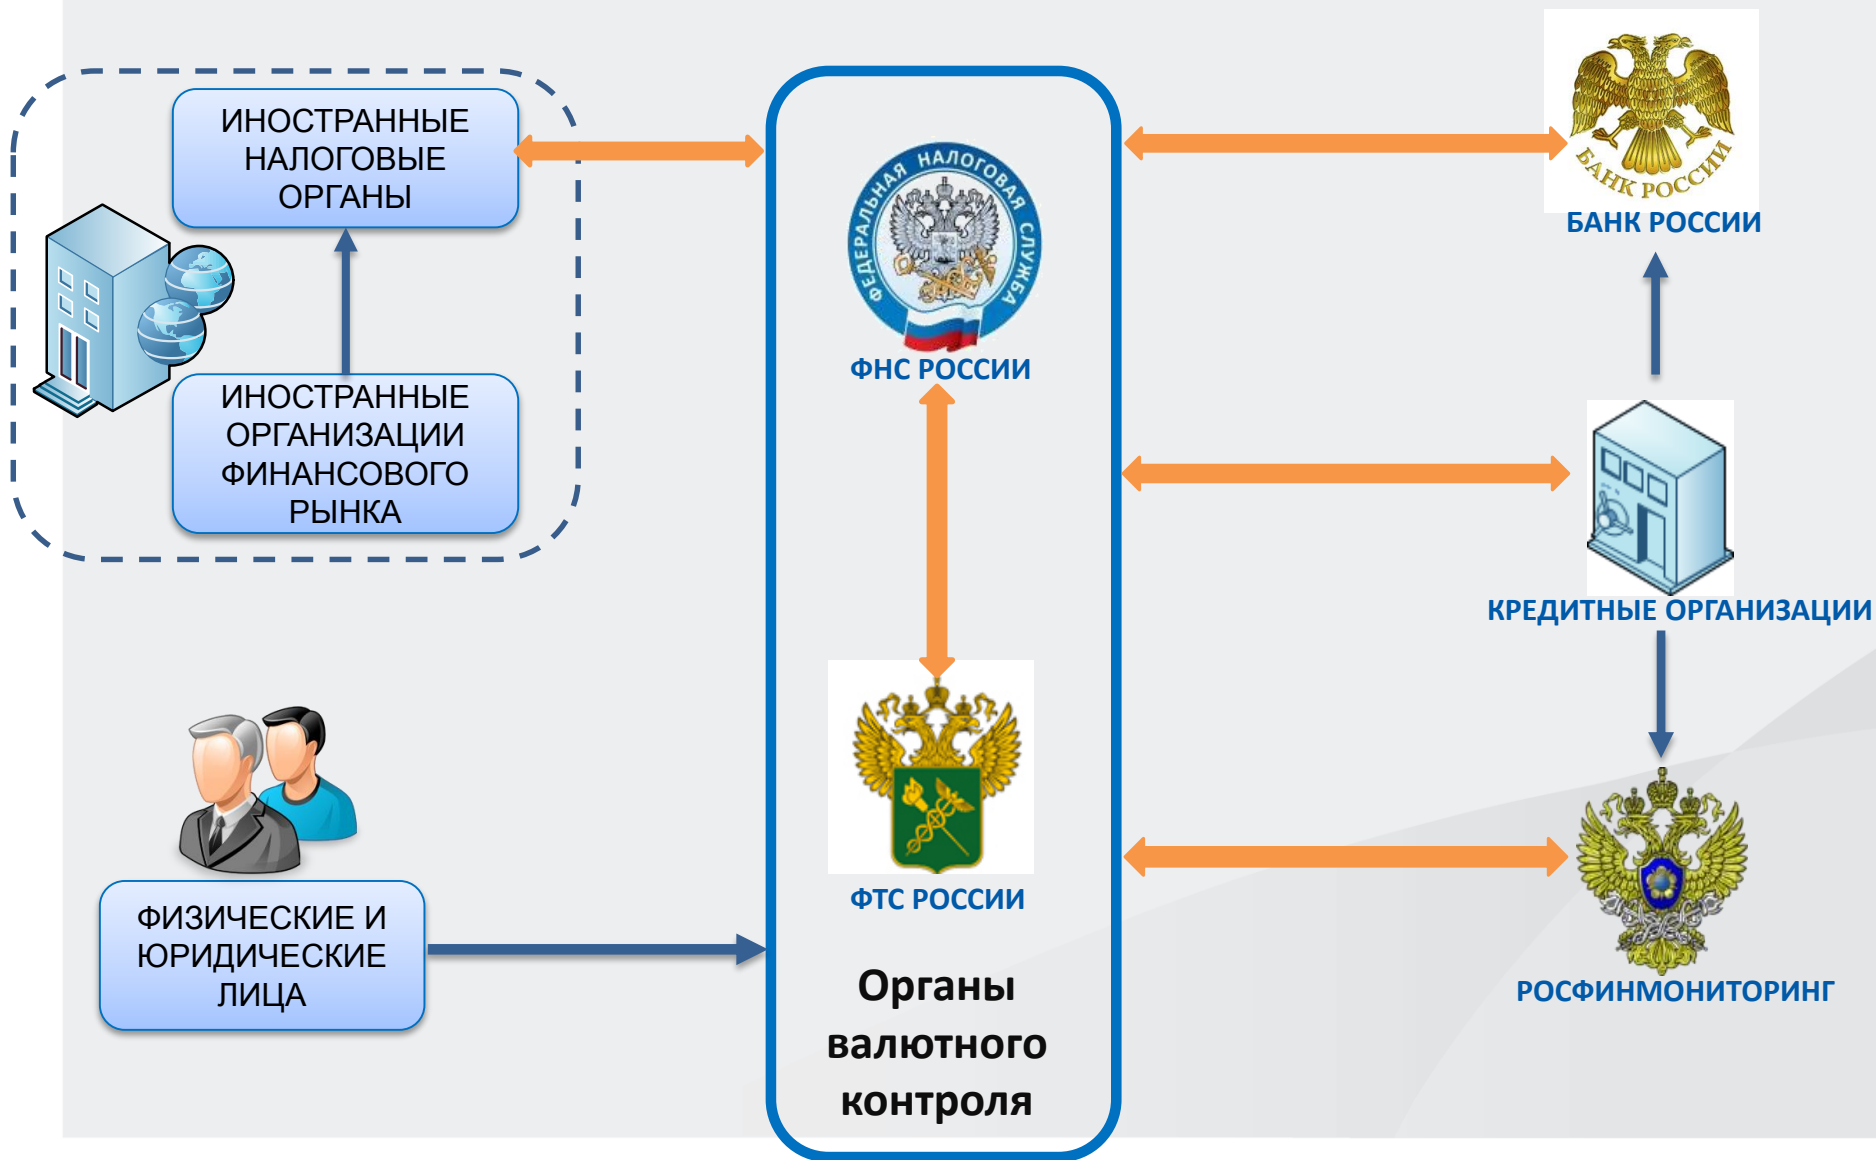 ИНОСТРАННЫЕ
НАЛОГОВЫЕ
ОРГАНЫ
ИНОСТРАННЫЕ
ОРГАНИЗАЦИИ
ФИНАНСОВОГО
РЫНКА
ФИЗИЧЕСКИЕ И
ЮРИДИЧЕСКИЕ
ЛИЦА
ФЕДЕРАЛЬНАЯ НАЛОГОВАЯ СЛУЖБА
ФНС РОССИИ
ФТС РОССИИ
Органы
валютного
контроля
БАНК РОССИИ
БАНК РОССИИ
КРЕДИТНЫЕ ОРГАНИЗАЦИИ
РОСФИНМОНИТОРИНГ